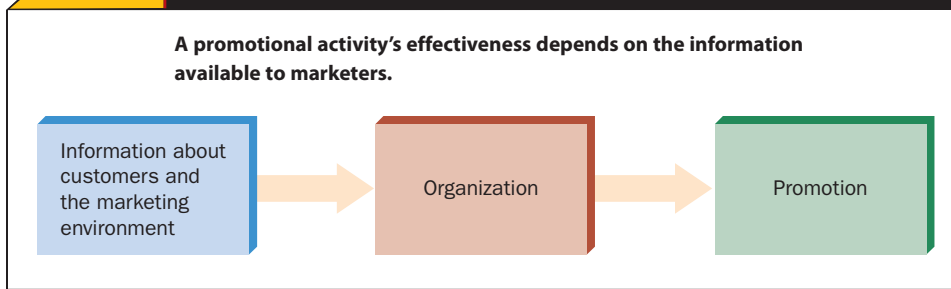 A promotional activity’s effectiveness depends on the information
available to marketers.
Information about
customers and
the marketing
environment
Organization
Promotion